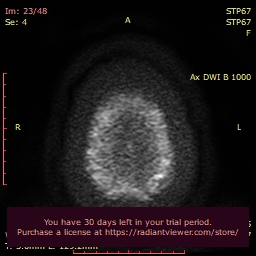 Im: 23/48
Se: 4
A
STP67
STP67
F
Ax DWI B 1000
R
L
You have 30 days left in your trial period.
Purchase a license at https://radiantviewer.com/store/